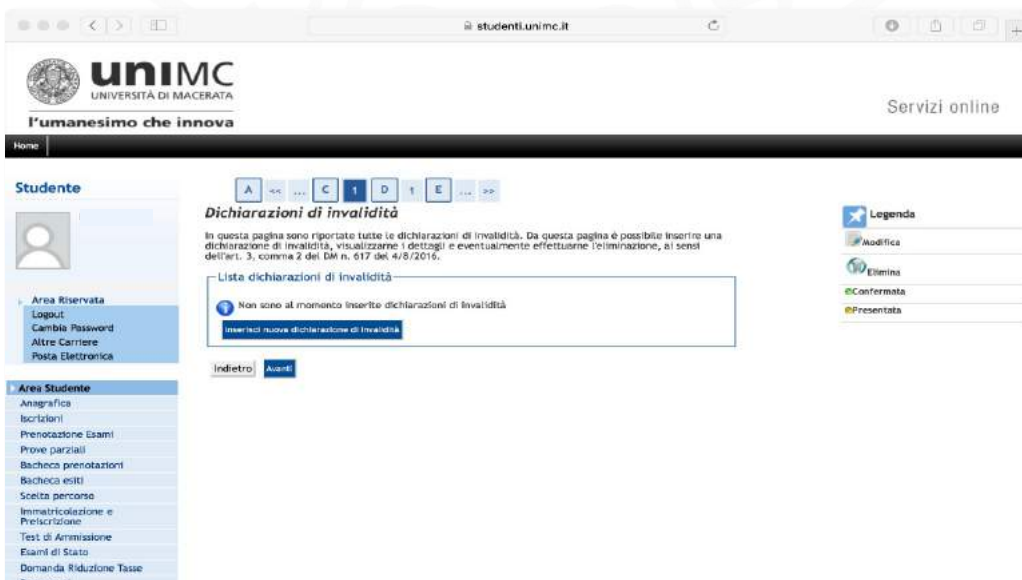 studenti.unimc.it
unIMC
UNIVERSITÀ DI MACERATA
l'umanesimo che innova
Servizi online
Home
Studente
A << ... C 1 D 1 E ... >>
Dichiarazioni di invalidità
In questa pagina sono riportate tutte le dichiarazioni di invalidità. Da questa pagina è possibile inserire una
dichiarazione di invalidità, visualizzarne i dettagli e eventualmente effettuarne l'eliminazione, ai sensi
dell'art. 3, comma 2 del DM n. 617 del 4/8/2016.
Lista dichiarazioni di invalidità
Non sono al momento inserite dichiarazioni di invalidità
Inserisci nuova dichiarazione di invalidità
Indietro Avanti
Legenda
Modifica
Elimina
Confermata
Presentata
Area Riservata
Logout
Cambia Password
Altre Carriere
Posta Elettronica
Area Studente
Anagrafica
Iscrizioni
Prenotazione Esami
Prove parziali
Bacheca prenotazioni
Bacheca esiti
Scelta percorso
Immatricolazione e
Preiscrizione
Test di Ammissione
Esami di Stato
Domanda Riduzione Tasse